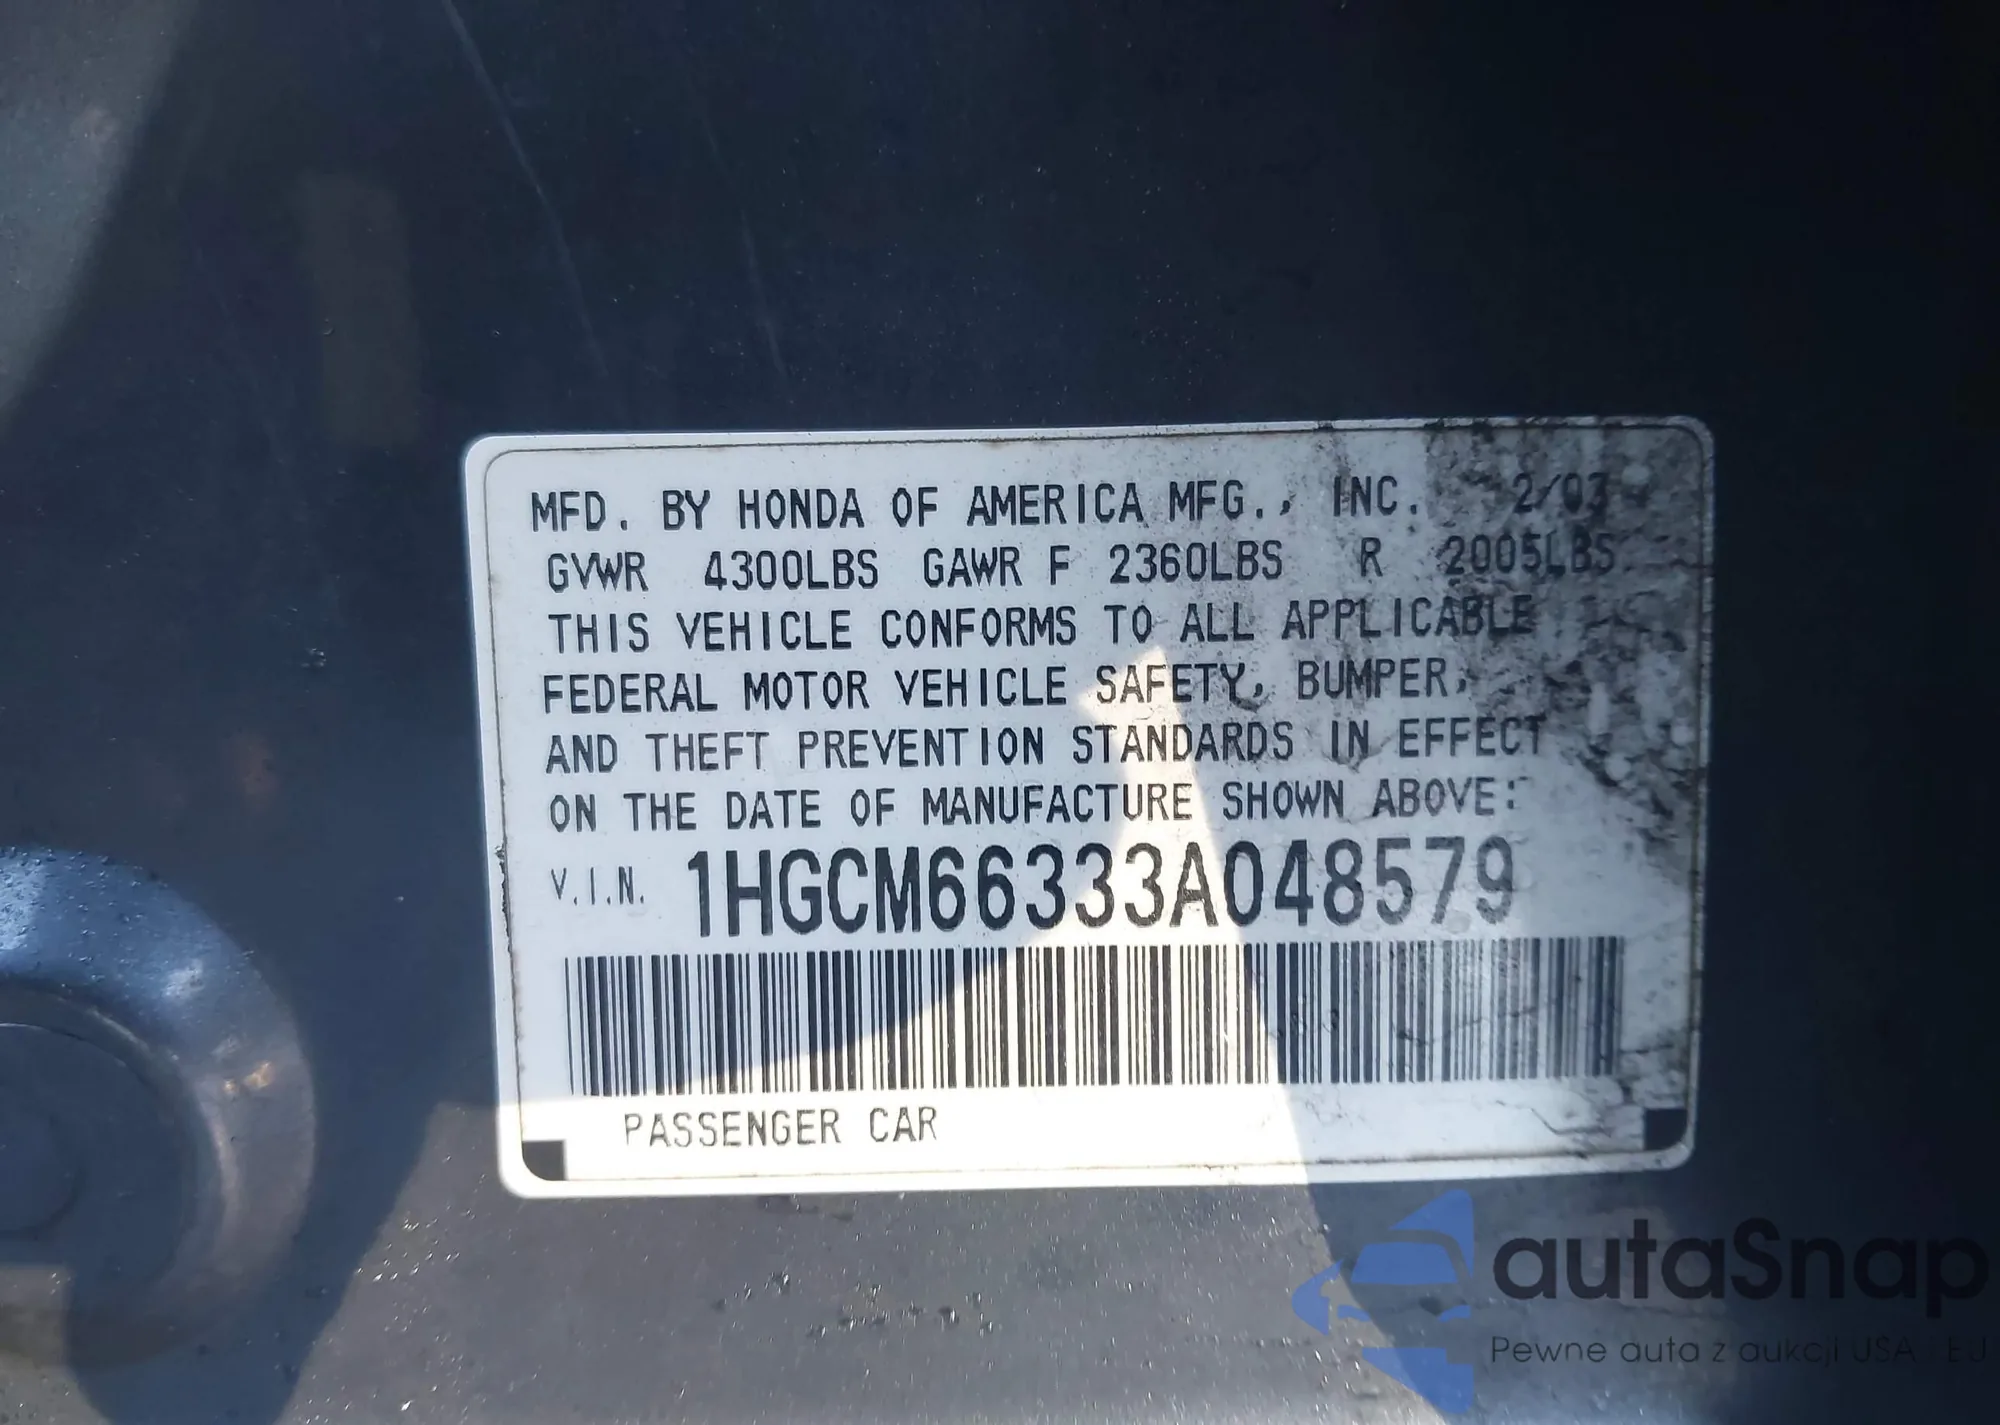 MFD. BY HONDA OF AMERICA MFG., INC. 2/03
GVWR 4300LBS GAWR F 2360LBS R 2005LBS
THIS VEHICLE CONFORMS TO ALL APPLICABLE
FEDERAL MOTOR VEHICLE SAFETY, BUMPER,
AND THEFT PREVENTION STANDARDS IN EFFECT
ON THE DATE OF MANUFACTURE SHOWN ABOVE:
V.I.N. 1HGCM66333A048579
PASSENGER CAR
autaSnap
Pewne auta z aukcji USA i EU